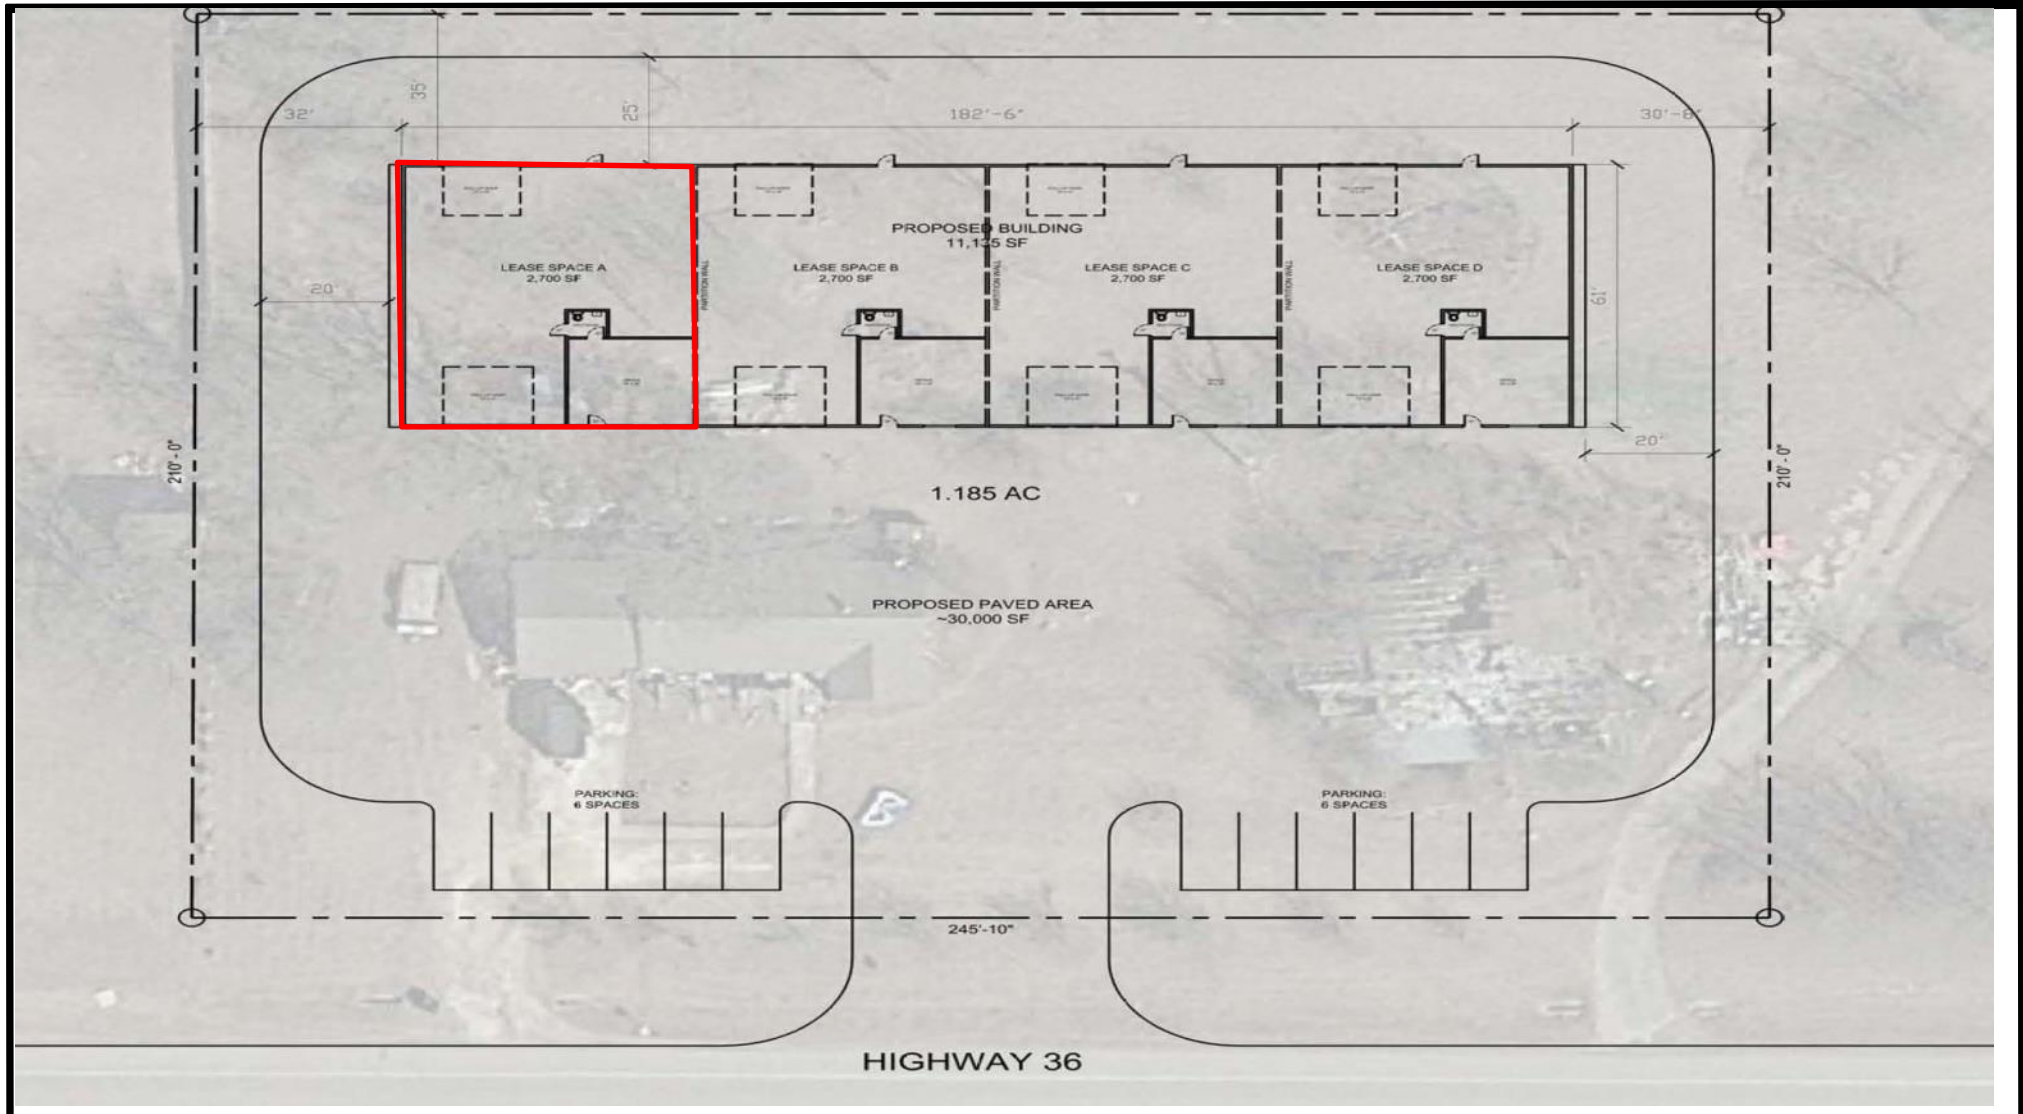 35'
25'
32'
182'-6"
30'-8"
PROPOSED BUILDING
11,135 SF
LEASE SPACE A
2,700 SF
LEASE SPACE B
2,700 SF
LEASE SPACE C
2,700 SF
LEASE SPACE D
2,700 SF
PARTITION WALL
PARTITION WALL
PARTITION WALL
20'
61'
20'
210' - 0"
210' - 0"
1.185 AC
PROPOSED PAVED AREA
~30,000 SF
PARKING:
6 SPACES
PARKING:
6 SPACES
245'-10"
HIGHWAY 36